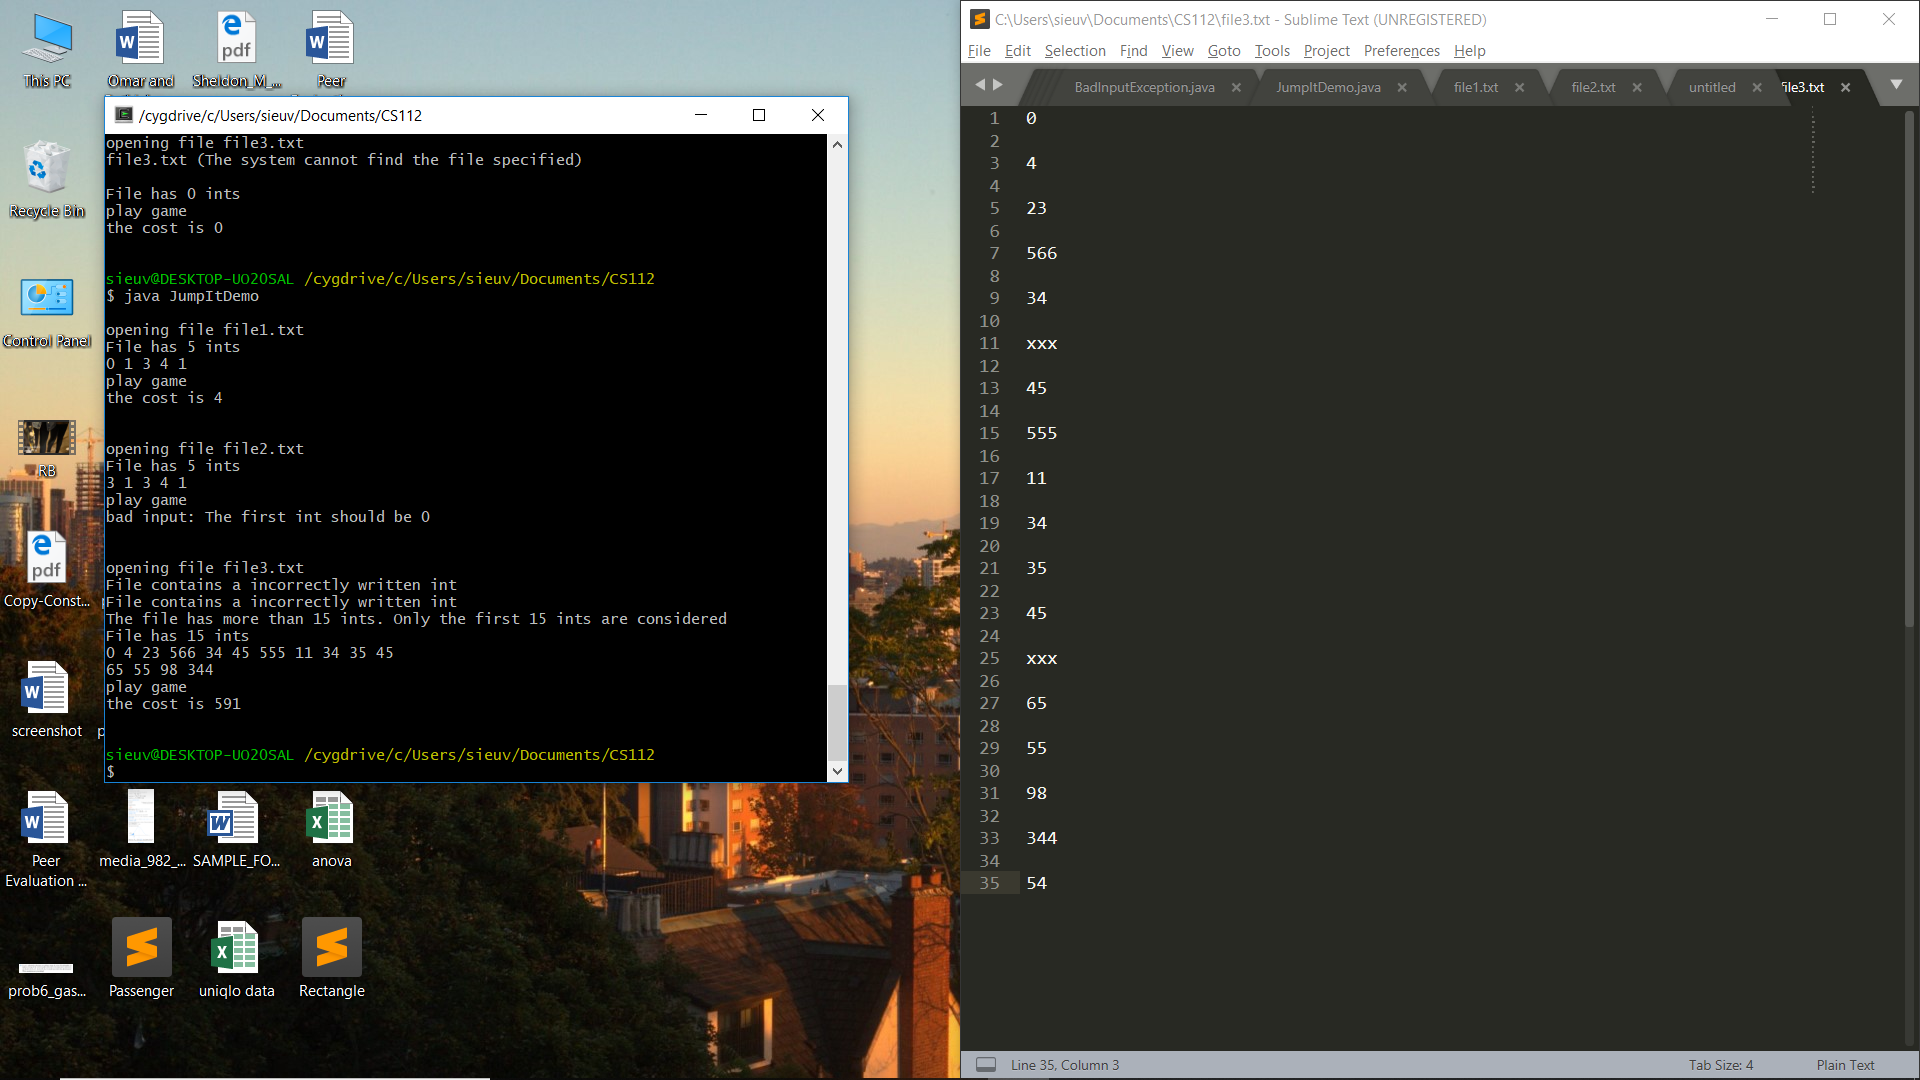 This PC
Omar and
Sheldon_M_...
Peer
Recycle Bin
Control Panel
RB
Copy-Const...
screenshot
Peer
Evaluation ...
media_982_...
SAMPLE_FO...
anova
prob6_gas...
Passenger
uniqlo data
Rectangle
/cygdrive/c/Users/sieuv/Documents/CS112
opening file file3.txt
file3.txt (The system cannot find the file specified)
File has 0 ints
play game
the cost is 0
sieuv@DESKTOP-UO2OSAL /cygdrive/c/Users/sieuv/Documents/CS112
$ java JumpItDemo
opening file file1.txt
File has 5 ints
0 1 3 4 1
play game
the cost is 4
opening file file2.txt
File has 5 ints
3 1 3 4 1
play game
bad input: The first int should be 0
opening file file3.txt
File contains a incorrectly written int
File contains a incorrectly written int
The file has more than 15 ints. Only the first 15 ints are considered
File has 15 ints
0 4 23 566 34 45 555 11 34 35 45
65 55 98 344
play game
the cost is 591
sieuv@DESKTOP-UO2OSAL /cygdrive/c/Users/sieuv/Documents/CS112
$
C:\Users\sieuv\Documents\CS112\file3.txt - Sublime Text (UNREGISTERED)
File Edit Selection Find View Goto Tools Project Preferences Help
BadInputException.java JumpItDemo.java file1.txt file2.txt untitled file3.txt
1 0
2
3 4
4
5 23
6
7 566
8
9 34
10
11 xxx
12
13 45
14
15 555
16
17 11
18
19 34
20
21 35
22
23 45
24
25 xxx
26
27 65
28
29 55
30
31 98
32
33 344
34
35 54
Line 35, Column 3 Tab Size: 4 Plain Text